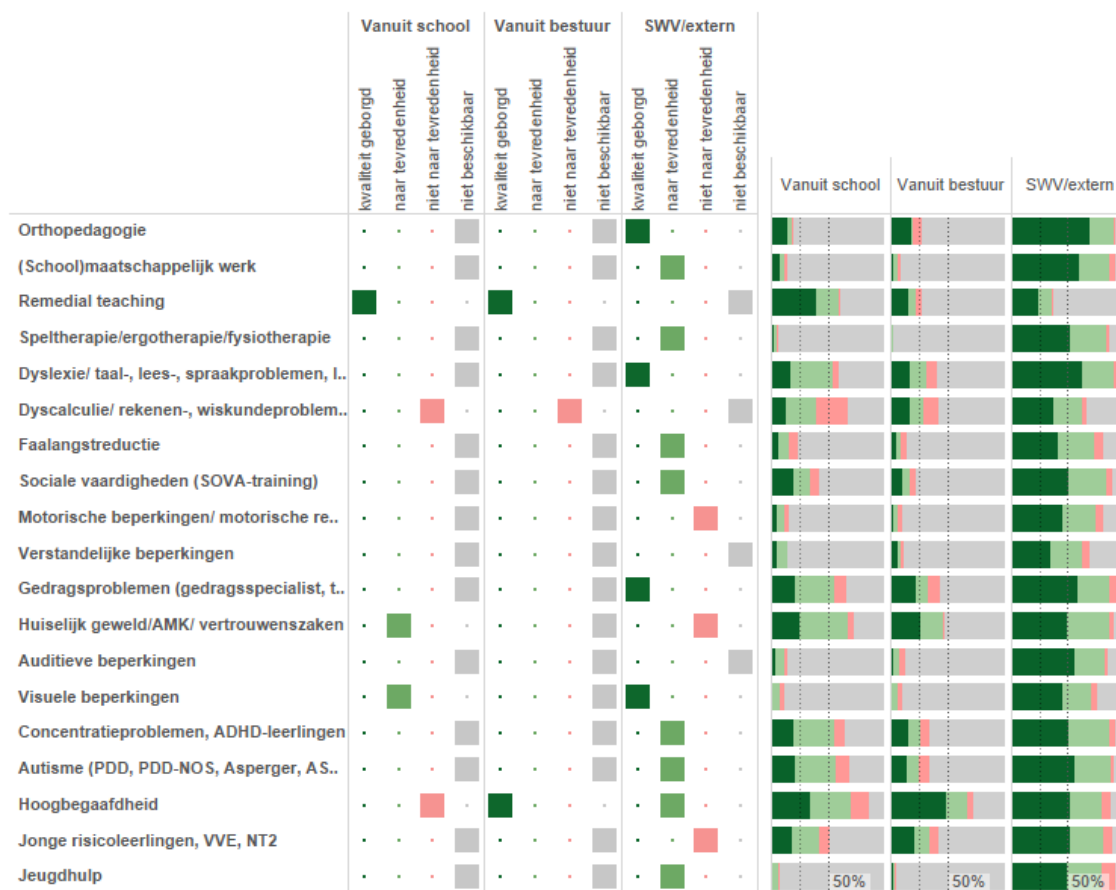 Vanuit school Vanuit bestuur SWV/extern
kwaliteit geborgd
naar tevredenheid
niet naar tevredenheid
niet beschikbaar
kwaliteit geborgd
naar tevredenheid
niet naar tevredenheid
niet beschikbaar
kwaliteit geborgd
naar tevredenheid
niet naar tevredenheid
niet beschikbaar
Vanuit school Vanuit bestuur SWV/extern
Orthopedagogie
(School)maatschappelijk werk
Remedial teaching
Speltherapie/ergotherapie/fysiotherapie
Dyslexie/ taal-, lees-, spraakproblemen, l..
Dyscalculie/ rekenen-, wiskundeproblem..
Faalangstreductie
Sociale vaardigheden (SOVA-training)
Motorische beperkingen/ motorische re..
Verstandelijke beperkingen
Gedragsproblemen (gedragsspecialist, t..
Huiselijk geweld/AMK/ vertrouwenszaken
Auditieve beperkingen
Visuele beperkingen
Concentratieproblemen, ADHD-leerlingen
Autisme (PDD, PDD-NOS, Asperger, AS..
Hoogbegaafdheid
Jonge risicoleerlingen, VVE, NT2
Jeugdhulp 50% 50% 50%